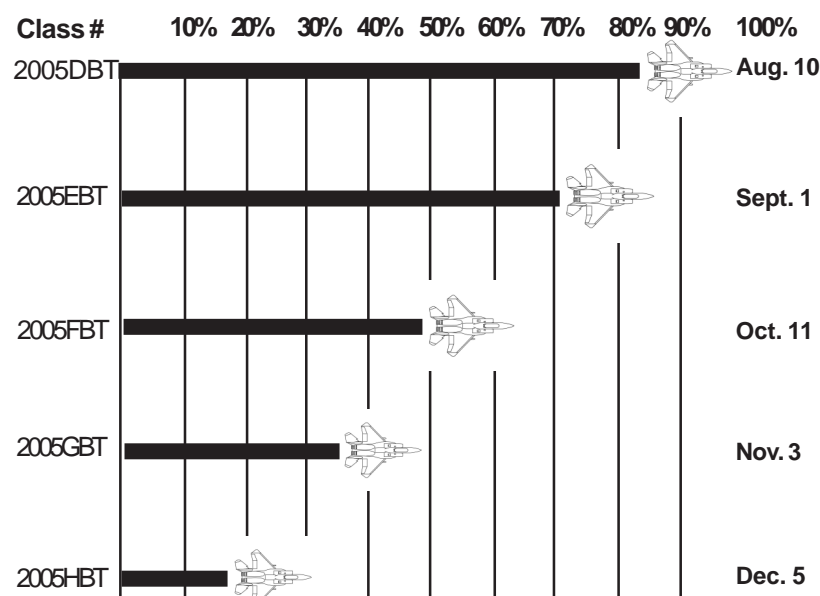 Class # 10% 20% 30% 40% 50% 60% 70% 80% 90% 100%
2005DBT Aug. 10
2005EBT Sept. 1
2005FBT Oct. 11
2005GBT Nov. 3
2005HBT Dec. 5